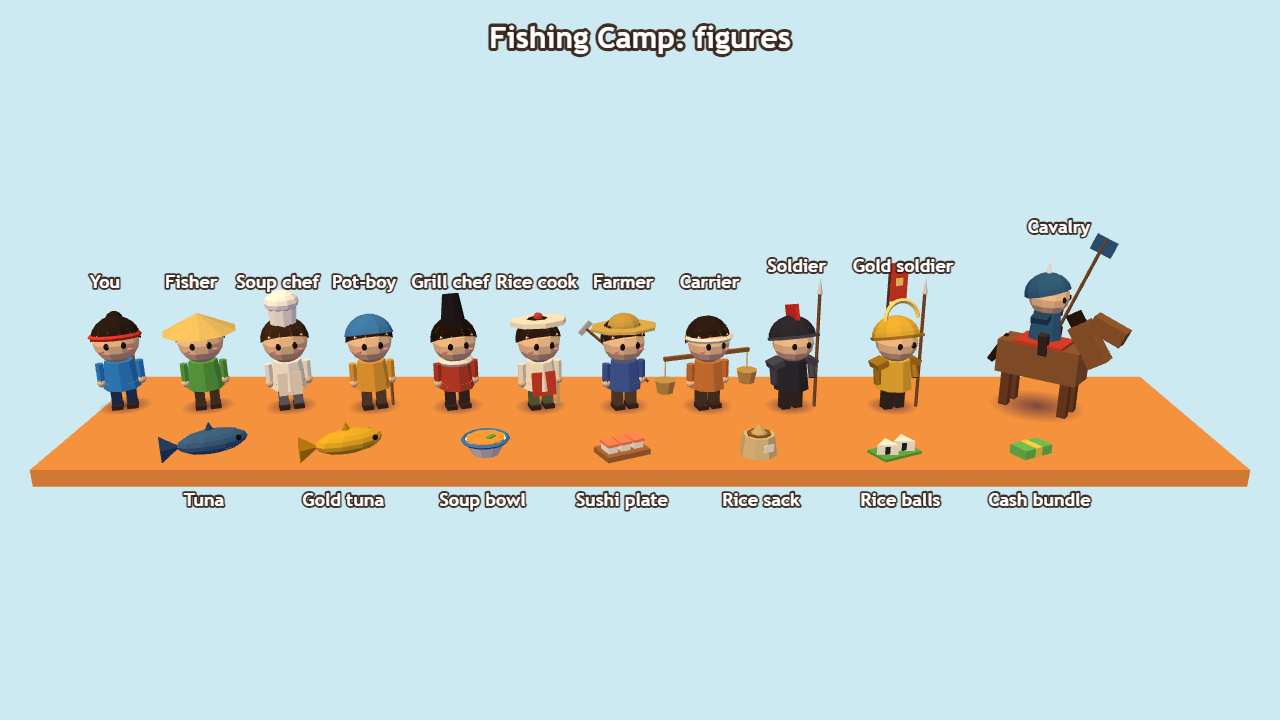 Fishing Camp: figures
Cavalry
Soldier
Gold soldier
You
Fisher
Soup chef
Pot-boy
Grill chef
Rice cook
Farmer
Carrier
Tuna
Gold tuna
Soup bowl
Sushi plate
Rice sack
Rice balls
Cash bundle